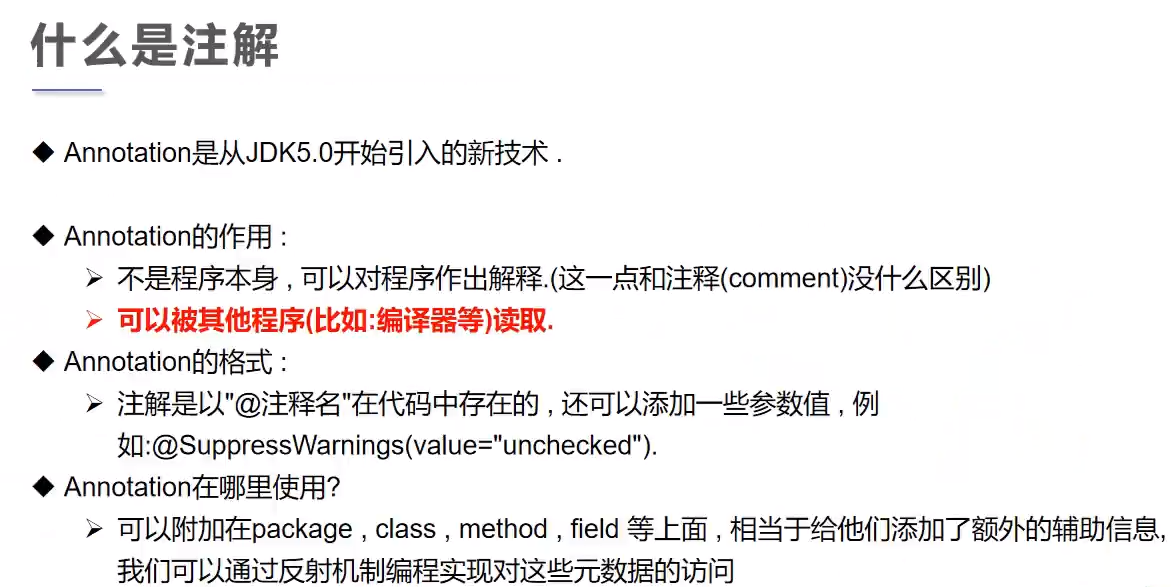 什么是注解
◆ Annotation是从JDK5.0开始引入的新技术 .
◆ Annotation的作用 :
➢ 不是程序本身 , 可以对程序作出解释.(这一点和注释(comment)没什么区别)
➢ 可以被其他程序(比如:编译器等)读取.
◆ Annotation的格式 :
➢ 注解是以"@注释名"在代码中存在的 , 还可以添加一些参数值 , 例
如:@SuppressWarnings(value="unchecked").
◆ Annotation在哪里使用?
➢ 可以附加在package , class , method , field 等上面 , 相当于给他们添加了额外的辅助信息,
我们可以通过反射机制编程实现对这些元数据的访问